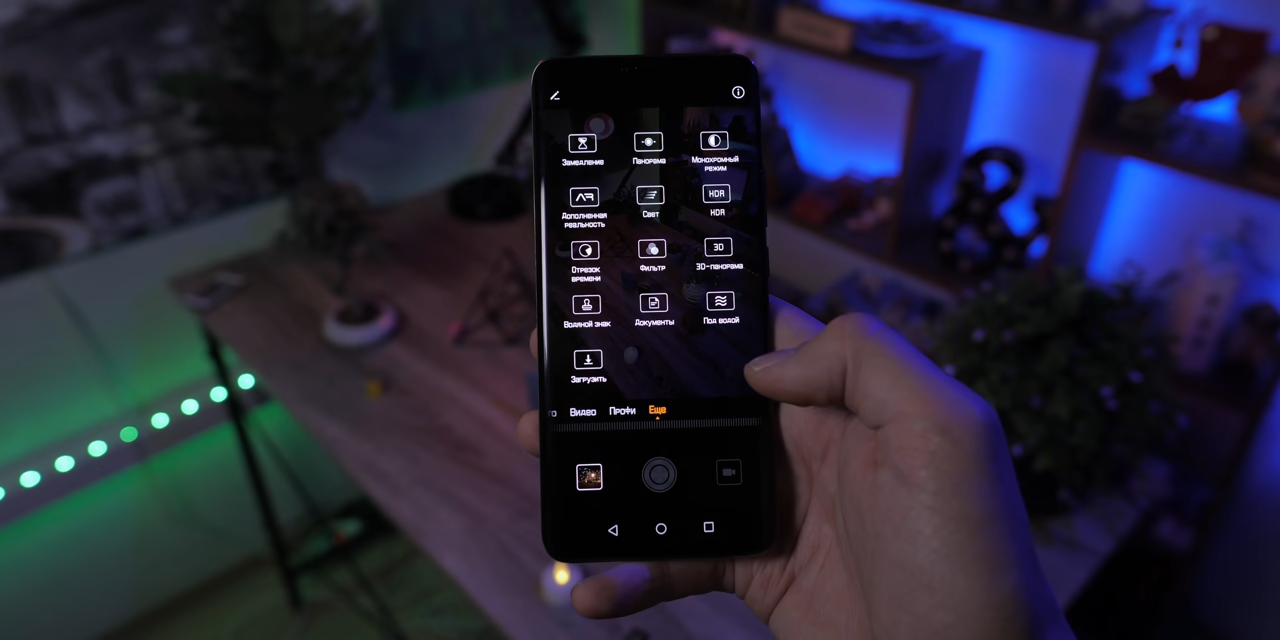 Замедление
Панорама
Монохромный
режим
AR
Дополненная
реальность
Свет
HDR
HDR
Отрезок
времени
Фильтр
3D
3D-панорама
Водяной знак
Документы
Под водой
Загрузить
то Видео Профи Еще